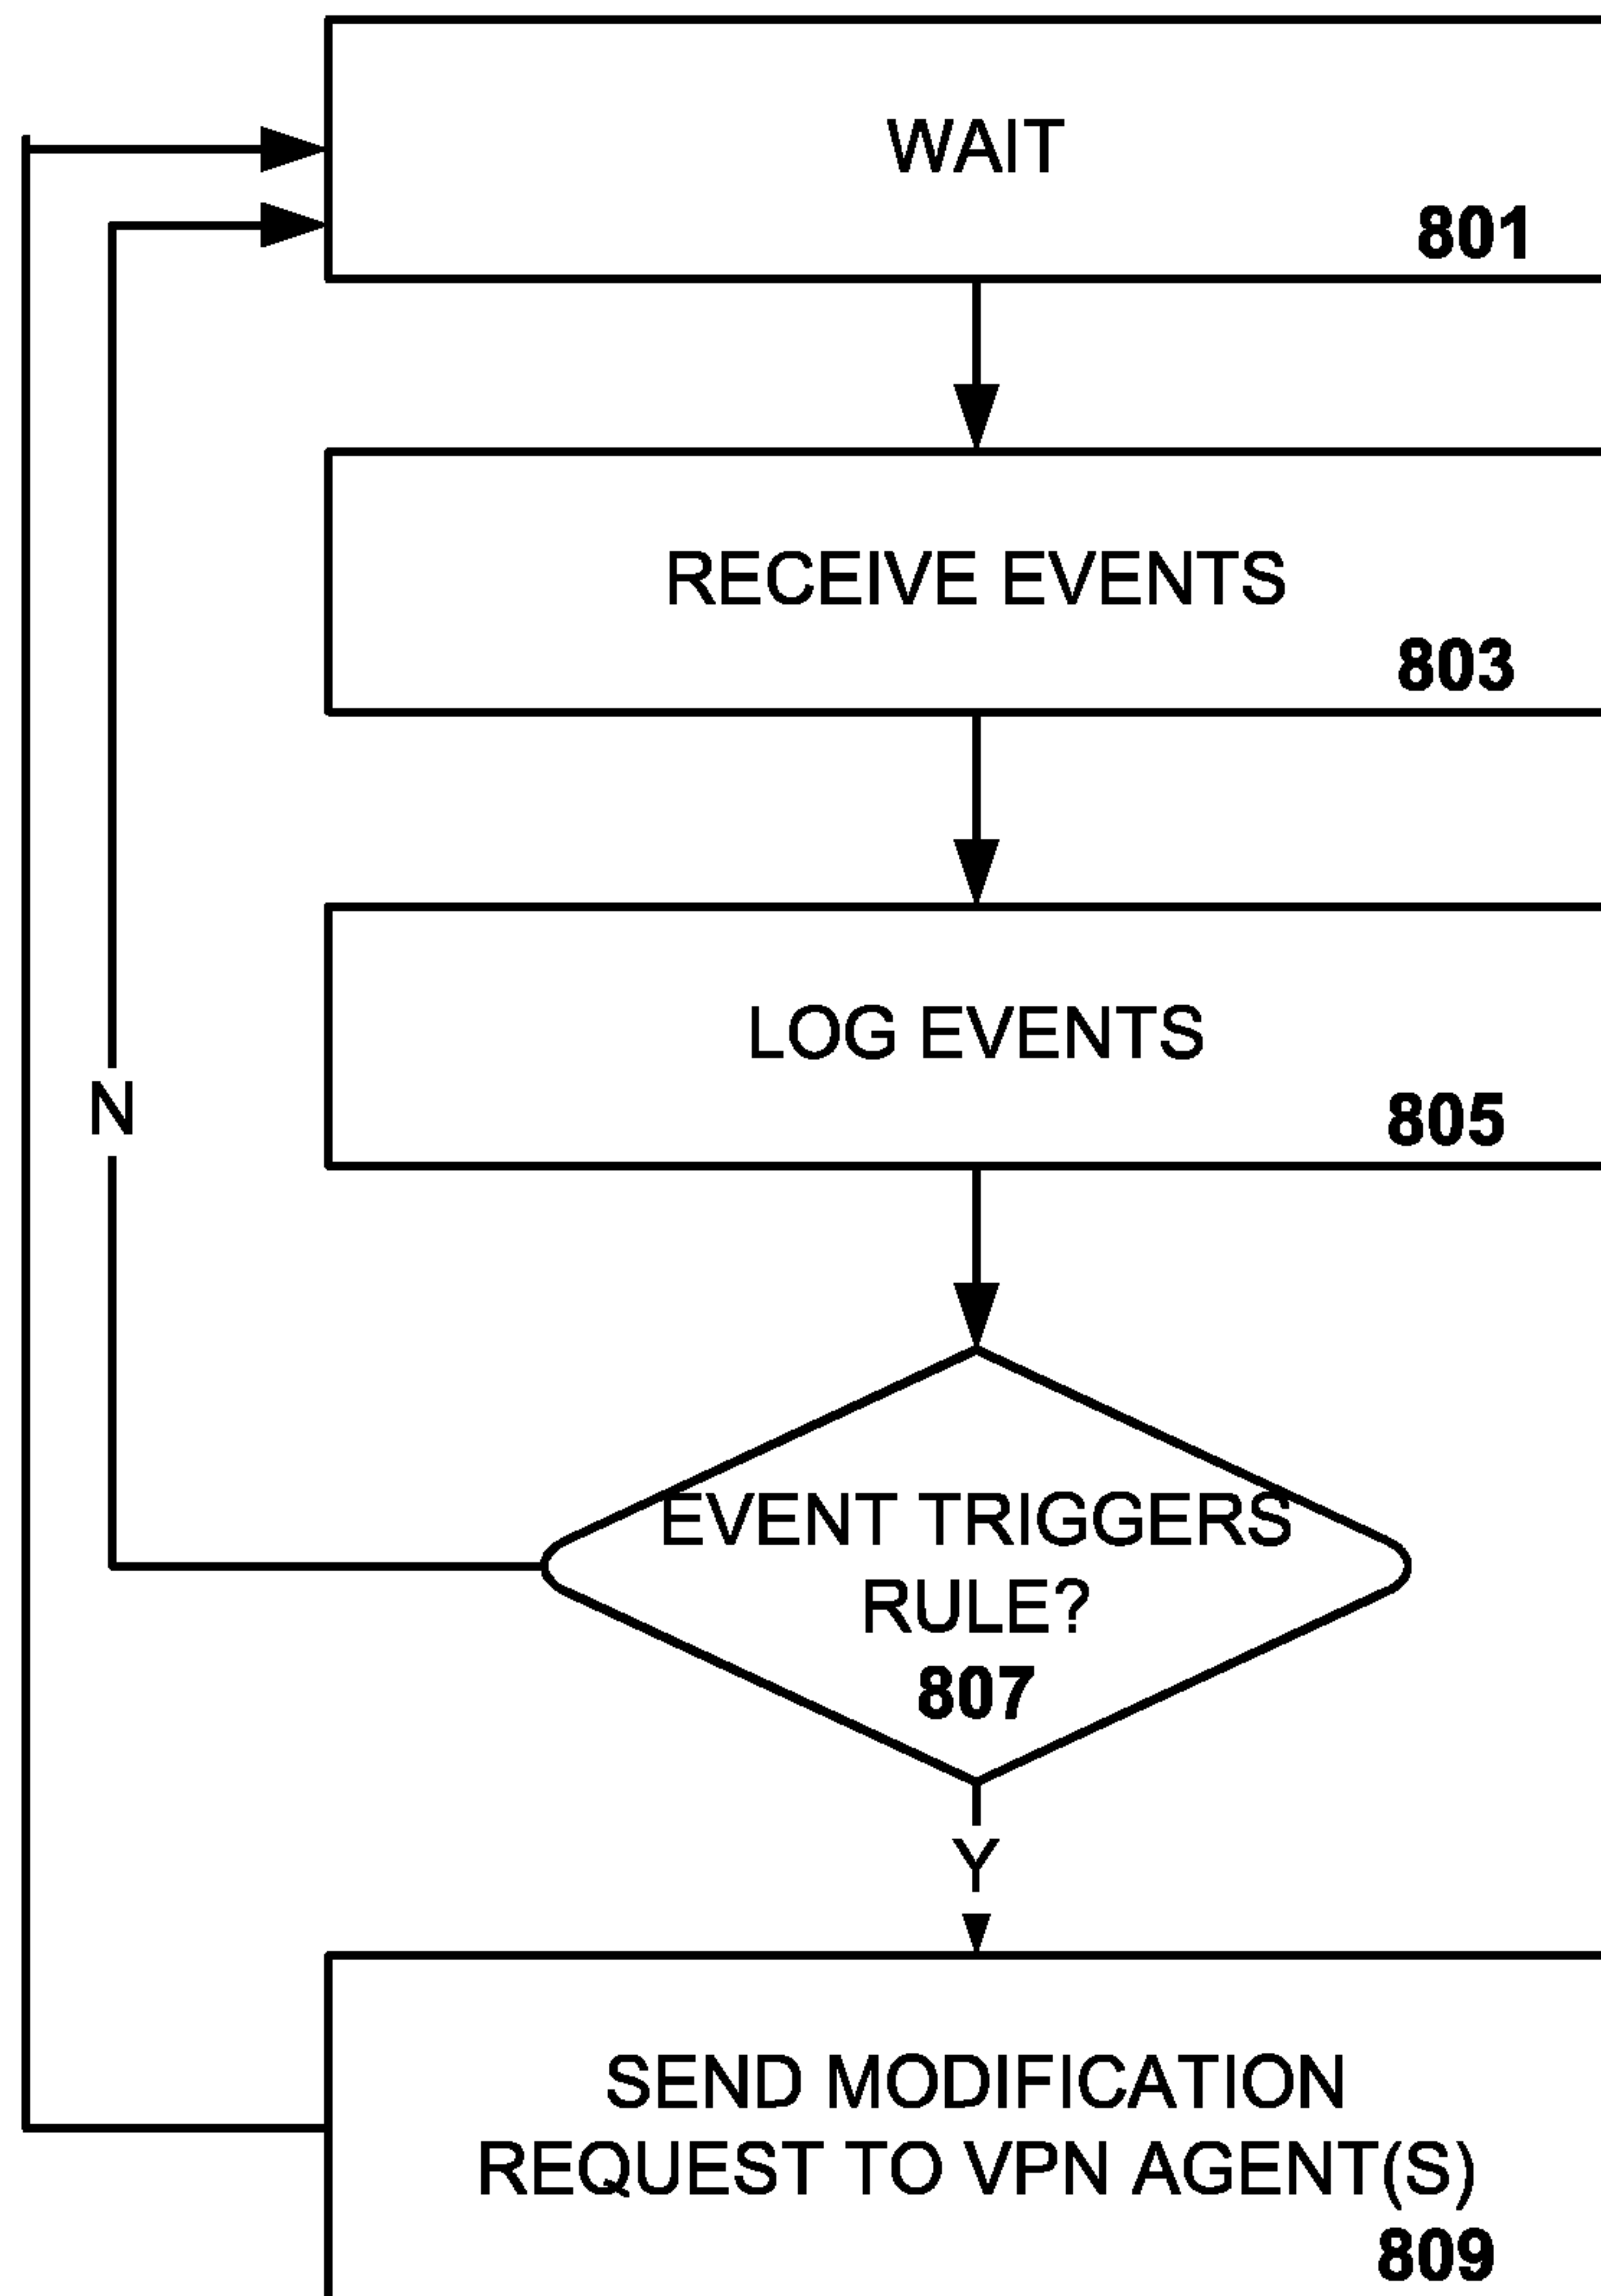 WAIT
801
RECEIVE EVENTS
803
LOG EVENTS
805
N
EVENT TRIGGERS
RULE?
807
Y
SEND MODIFICATION
REQUEST TO VPN AGENT(S)
809